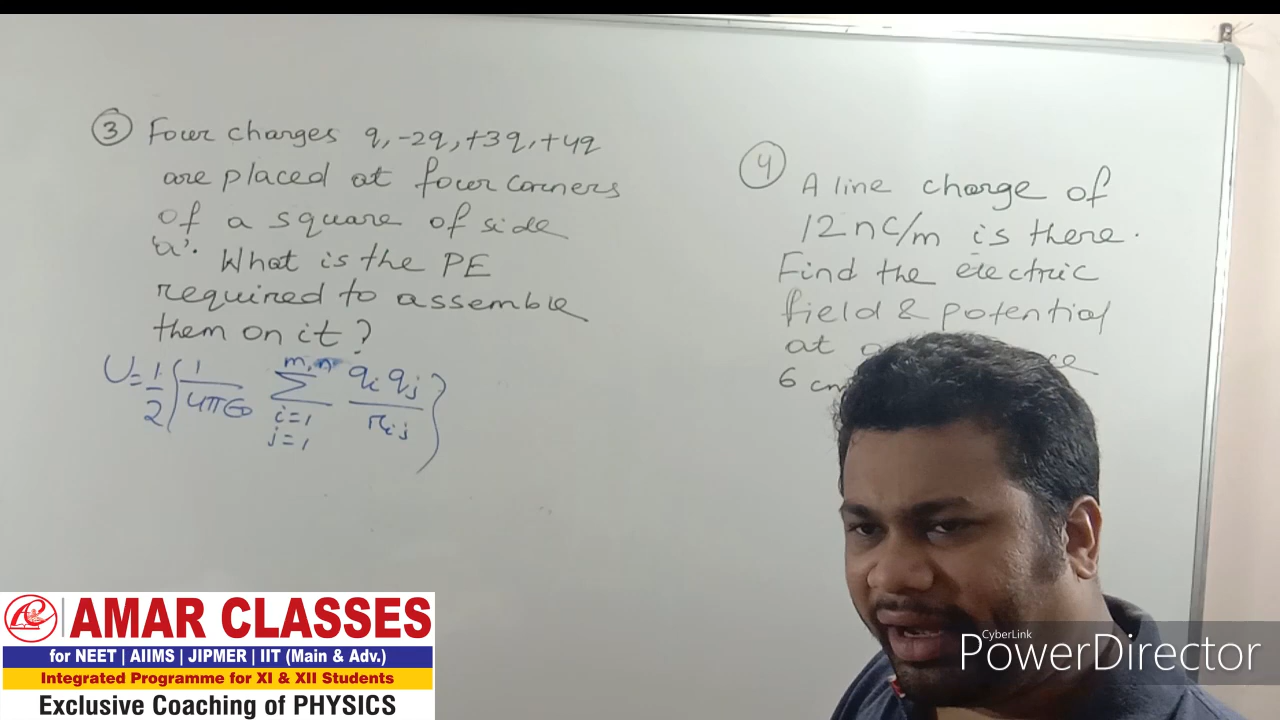 ③ Four charges q, -2q, +3q, +4q
are placed at four corners
of a square of side
'a'. What is the PE
required to assemble
them on it?
U = 1/2 { 1/4πε₀ Σ(i=1, j=1)^(m,n) qᵢ qⱼ / rᵢⱼ }
④ A line charge of
12 nC/m is there.
Find the electric
field & potential
at a
6 cm
AMAR CLASSES
for NEET | AIIMS | JIPMER | IIT (Main & Adv.)
Integrated Programme for XI & XII Students
Exclusive Coaching of PHYSICS
CyberLink
PowerDirector